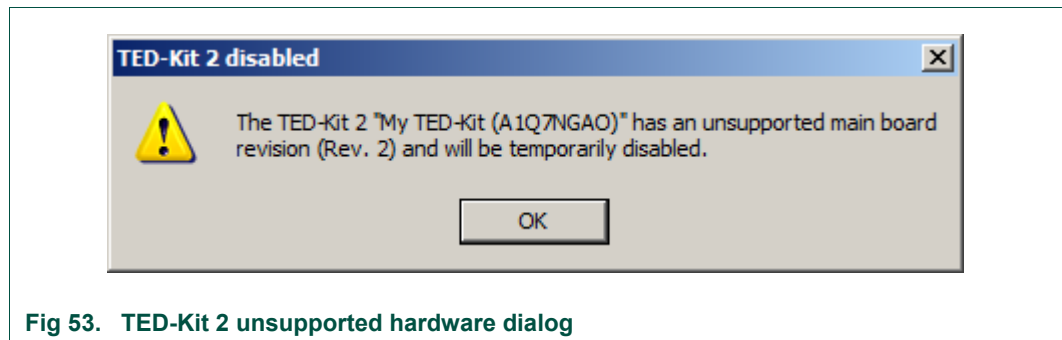 TED-Kit 2 disabled
The TED-Kit 2 "My TED-Kit (A1Q7NGAO)" has an unsupported main board
revision (Rev. 2) and will be temporarily disabled.
OK
Fig 53. TED-Kit 2 unsupported hardware dialog